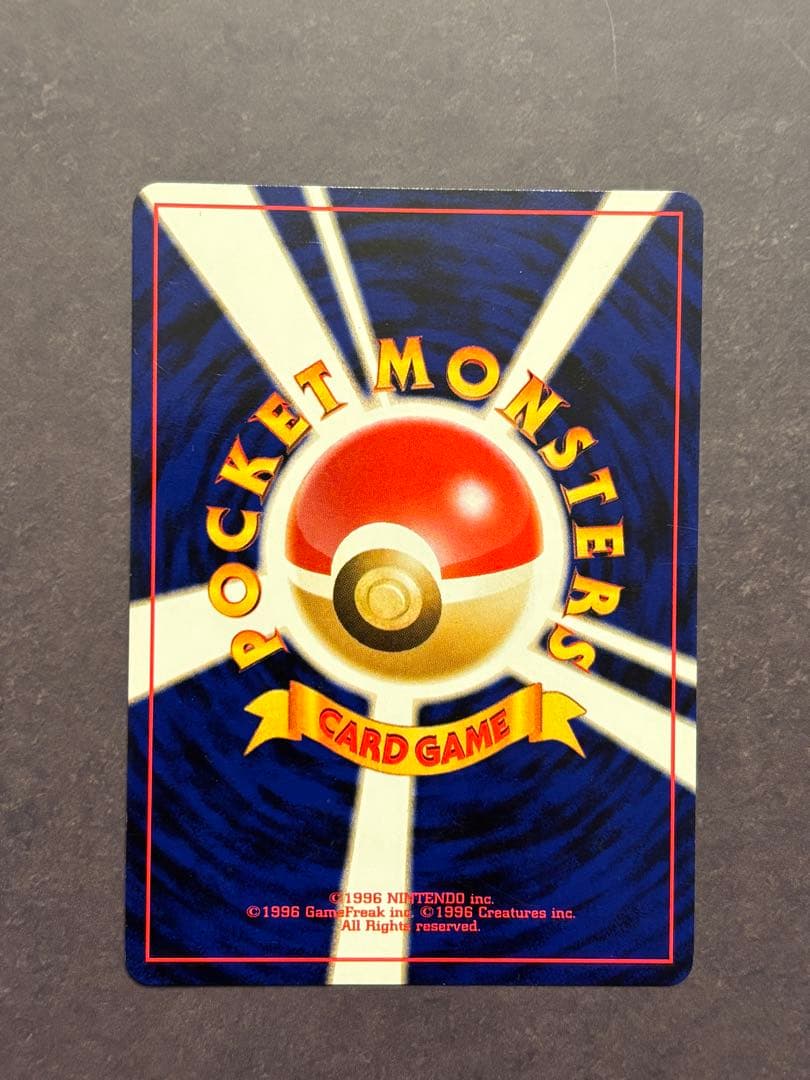 POCKET MONSTERS
CARD GAME
©1996 NINTENDO inc.
©1996 GameFreak inc. ©1996 Creatures inc.
All Rights reserved.